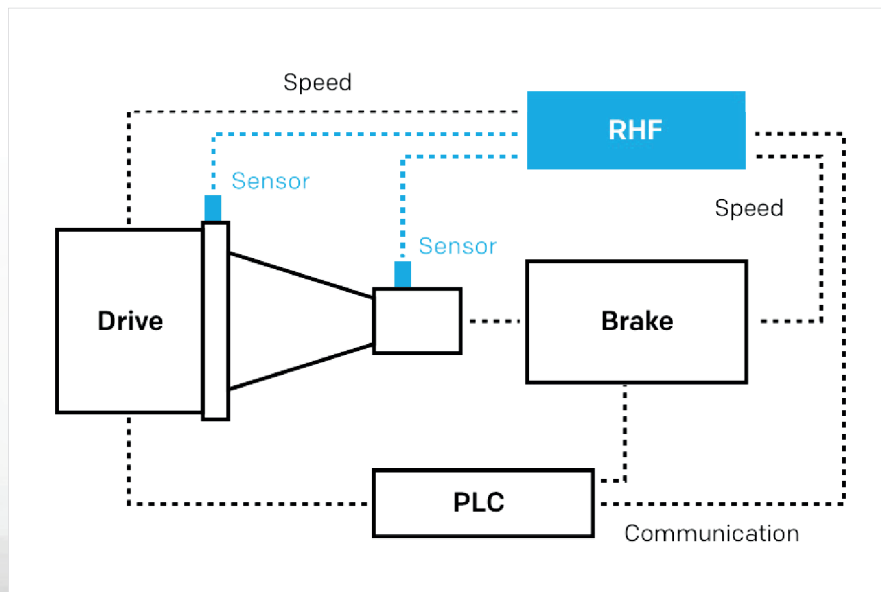 Speed
RHF
Sensor
Speed
Sensor
Drive
Brake
PLC
Communication